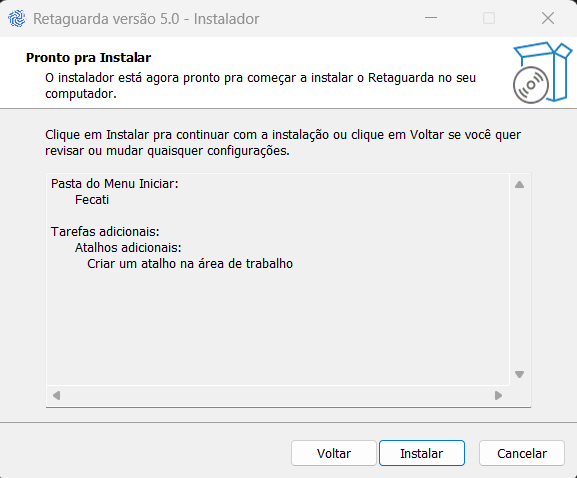 Retaguarda versão 5.0 - Instalador
Pronto pra Instalar
O instalador está agora pronto pra começar a instalar o Retaguarda no seu
computador.
Clique em Instalar pra continuar com a instalação ou clique em Voltar se você quer
revisar ou mudar quaisquer configurações.
Pasta do Menu Iniciar:
Fecati
Tarefas adicionais:
Atalhos adicionais:
Criar um atalho na área de trabalho
Voltar
Instalar
Cancelar